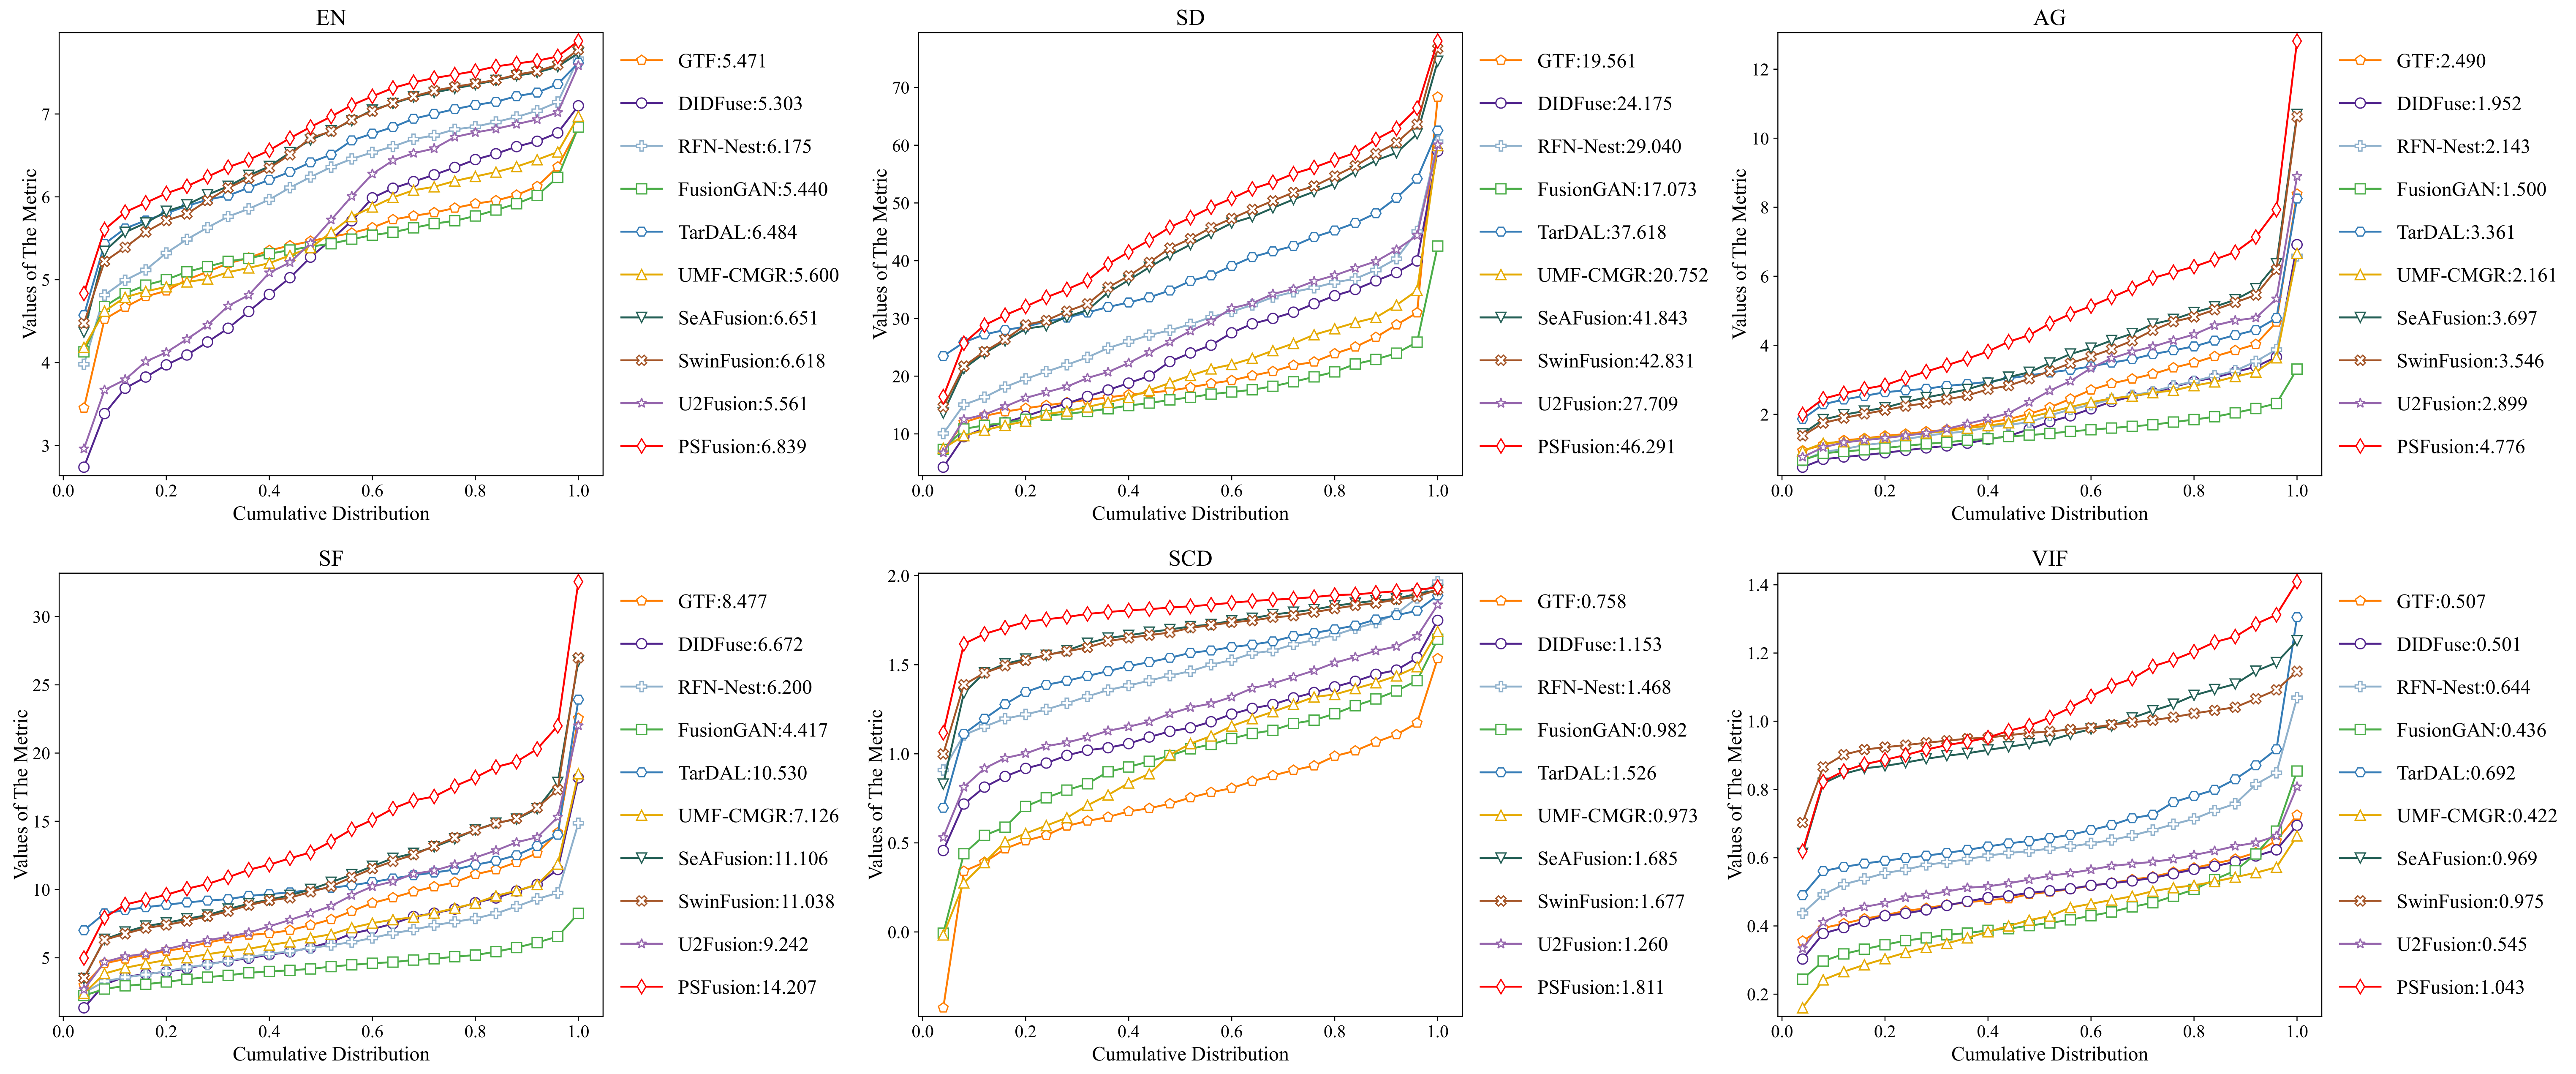 EN
Values of The Metric
7
6
5
4
3
0.0 0.2 0.4 0.6 0.8 1.0
Cumulative Distribution
GTF:5.471
DIDFuse:5.303
RFN-Nest:6.175
FusionGAN:5.440
TarDAL:6.484
UMF-CMGR:5.600
SeAFusion:6.651
SwinFusion:6.618
U2Fusion:5.561
PSFusion:6.839
SD
Values of The Metric
70
60
50
40
30
20
10
0.0 0.2 0.4 0.6 0.8 1.0
Cumulative Distribution
GTF:19.561
DIDFuse:24.175
RFN-Nest:29.040
FusionGAN:17.073
TarDAL:37.618
UMF-CMGR:20.752
SeAFusion:41.843
SwinFusion:42.831
U2Fusion:27.709
PSFusion:46.291
AG
Values of The Metric
12
10
8
6
4
2
0.0 0.2 0.4 0.6 0.8 1.0
Cumulative Distribution
GTF:2.490
DIDFuse:1.952
RFN-Nest:2.143
FusionGAN:1.500
TarDAL:3.361
UMF-CMGR:2.161
SeAFusion:3.697
SwinFusion:3.546
U2Fusion:2.899
PSFusion:4.776
SF
Values of The Metric
30
25
20
15
10
5
0.0 0.2 0.4 0.6 0.8 1.0
Cumulative Distribution
GTF:8.477
DIDFuse:6.672
RFN-Nest:6.200
FusionGAN:4.417
TarDAL:10.530
UMF-CMGR:7.126
SeAFusion:11.106
SwinFusion:11.038
U2Fusion:9.242
PSFusion:14.207
SCD
Values of The Metric
2.0
1.5
1.0
0.5
0.0
0.0 0.2 0.4 0.6 0.8 1.0
Cumulative Distribution
GTF:0.758
DIDFuse:1.153
RFN-Nest:1.468
FusionGAN:0.982
TarDAL:1.526
UMF-CMGR:0.973
SeAFusion:1.685
SwinFusion:1.677
U2Fusion:1.260
PSFusion:1.811
VIF
Values of The Metric
1.4
1.2
1.0
0.8
0.6
0.4
0.2
0.0 0.2 0.4 0.6 0.8 1.0
Cumulative Distribution
GTF:0.507
DIDFuse:0.501
RFN-Nest:0.644
FusionGAN:0.436
TarDAL:0.692
UMF-CMGR:0.422
SeAFusion:0.969
SwinFusion:0.975
U2Fusion:0.545
PSFusion:1.043